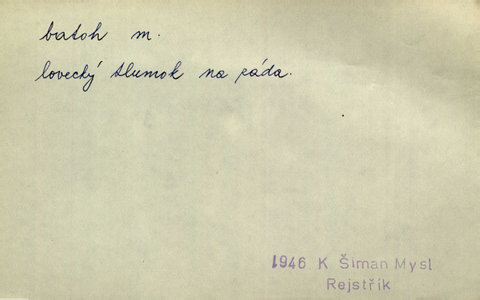 batoh m.
lovecký tlumok na záda.
1946 K Šiman Mysl
Rejstřík